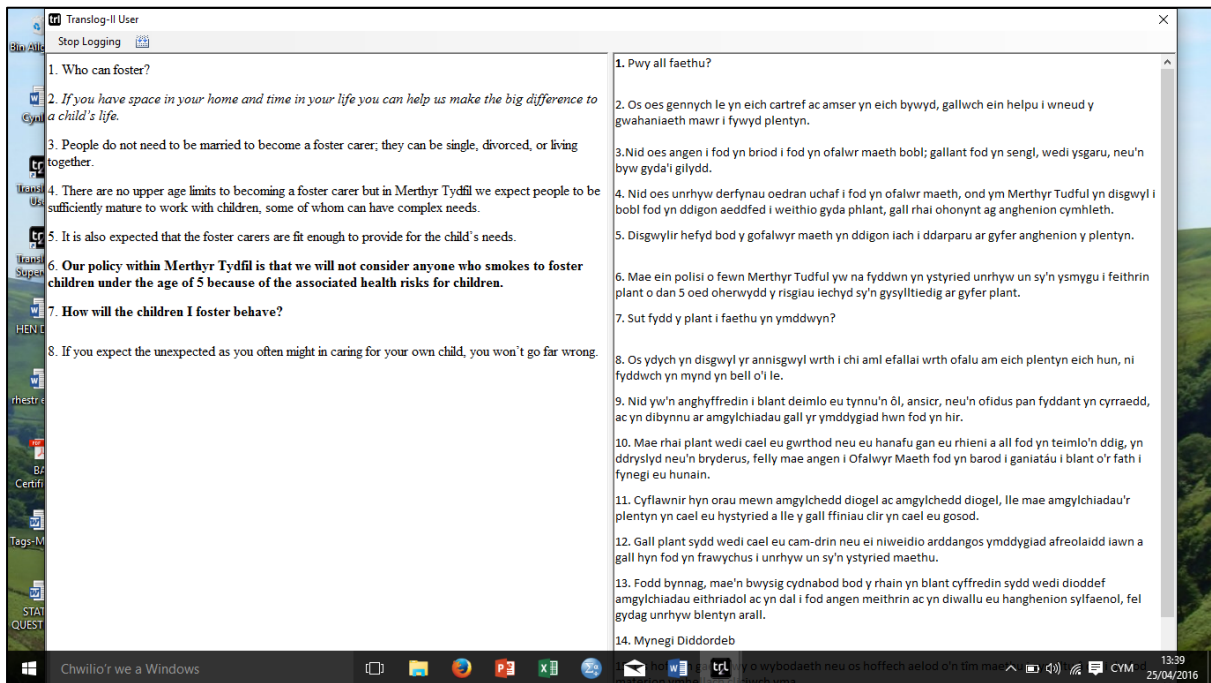 Translog-II User
Stop Logging
1. Who can foster?
2. If you have space in your home and time in your life you can help us make the big difference to
a child's life.
3. People do not need to be married to become a foster carer; they can be single, divorced, or living
together.
4. There are no upper age limits to becoming a foster carer but in Merthyr Tydfil we expect people to be
sufficiently mature to work with children, some of whom can have complex needs.
5. It is also expected that the foster carers are fit enough to provide for the child's needs.
6. Our policy within Merthyr Tydfil is that we will not consider anyone who smokes to foster
children under the age of 5 because of the associated health risks for children.
7. How will the children I foster behave?
8. If you expect the unexpected as you often might in caring for your own child, you won't go far wrong.
1. Pwy all faethu?
2. Os oes gennych le yn eich cartref ac amser yn eich bywyd, gallwch ein helpu i wneud y
gwahaniaeth mawr i fywyd plentyn.
3.Nid oes angen i fod yn briod i fod yn ofalwr maeth bobl; gallant fod yn sengl, wedi ysgaru, neu'n
byw gyda'i gilydd.
4. Nid oes unrhyw derfynau oedran uchaf i fod yn ofalwr maeth, ond ym Merthyr Tudful yn disgwyl i
bobl fod yn ddigon aeddfed i weithio gyda phlant, gall rhai ohonynt ag anghenion cymhleth.
5. Disgwylir hefyd bod y gofalwyr maeth yn ddigon iach i ddarparu ar gyfer anghenion y plentyn.
6. Mae ein polisi o fewn Merthyr Tudful yw na fyddwn yn ystyried unrhyw un sy'n ysmygu i feithrin
plant o dan 5 oed oherwydd y risgiau iechyd sy'n gysylltiedig ar gyfer plant.
7. Sut fydd y plant i faethu yn ymddwyn?
8. Os ydych yn disgwyl yr annisgwyl wrth i chi aml efallai wrth ofalu am eich plentyn eich hun, ni
fyddwch yn mynd yn bell o'i le.
9. Nid yw'n anghyffredin i blant deimlo eu tynnu'n ôl, ansicr, neu'n ofidus pan fyddant yn cyrraedd,
ac yn dibynnu ar amgylchiadau gall yr ymddygiad hwn fod yn hir.
10. Mae rhai plant wedi cael eu gwrthod neu eu hanafu gan eu rhieni a all fod yn teimlo'n ddig, yn
ddryslyd neu'n bryderus, felly mae angen i Ofalwyr Maeth fod yn barod i ganiatáu i blant o'r fath i
fynegi eu hunain.
11. Cyflawnir hyn orau mewn amgylchedd diogel ac amgylchedd diogel, lle mae amgylchiadau'r
plentyn yn cael eu hystyried a lle y gall ffiniau clir yn cael eu gosod.
12. Gall plant sydd wedi cael eu cam-drin neu ei niweidio arddangos ymddygiad afreolaidd iawn a
gall hyn fod yn frawychus i unrhyw un sy'n ystyried maethu.
13. Fodd bynnag, mae'n bwysig cydnabod bod y rhain yn blant cyffredin sydd wedi dioddef
amgylchiadau eithriadol ac yn dal i fod angen meithrin ac yn diwallu eu hanghenion sylfaenol, fel
gydag unrhyw blentyn arall.
14. Mynegi Diddordeb
Chwilio'r we a Windows
CYM
13:39
25/04/2016